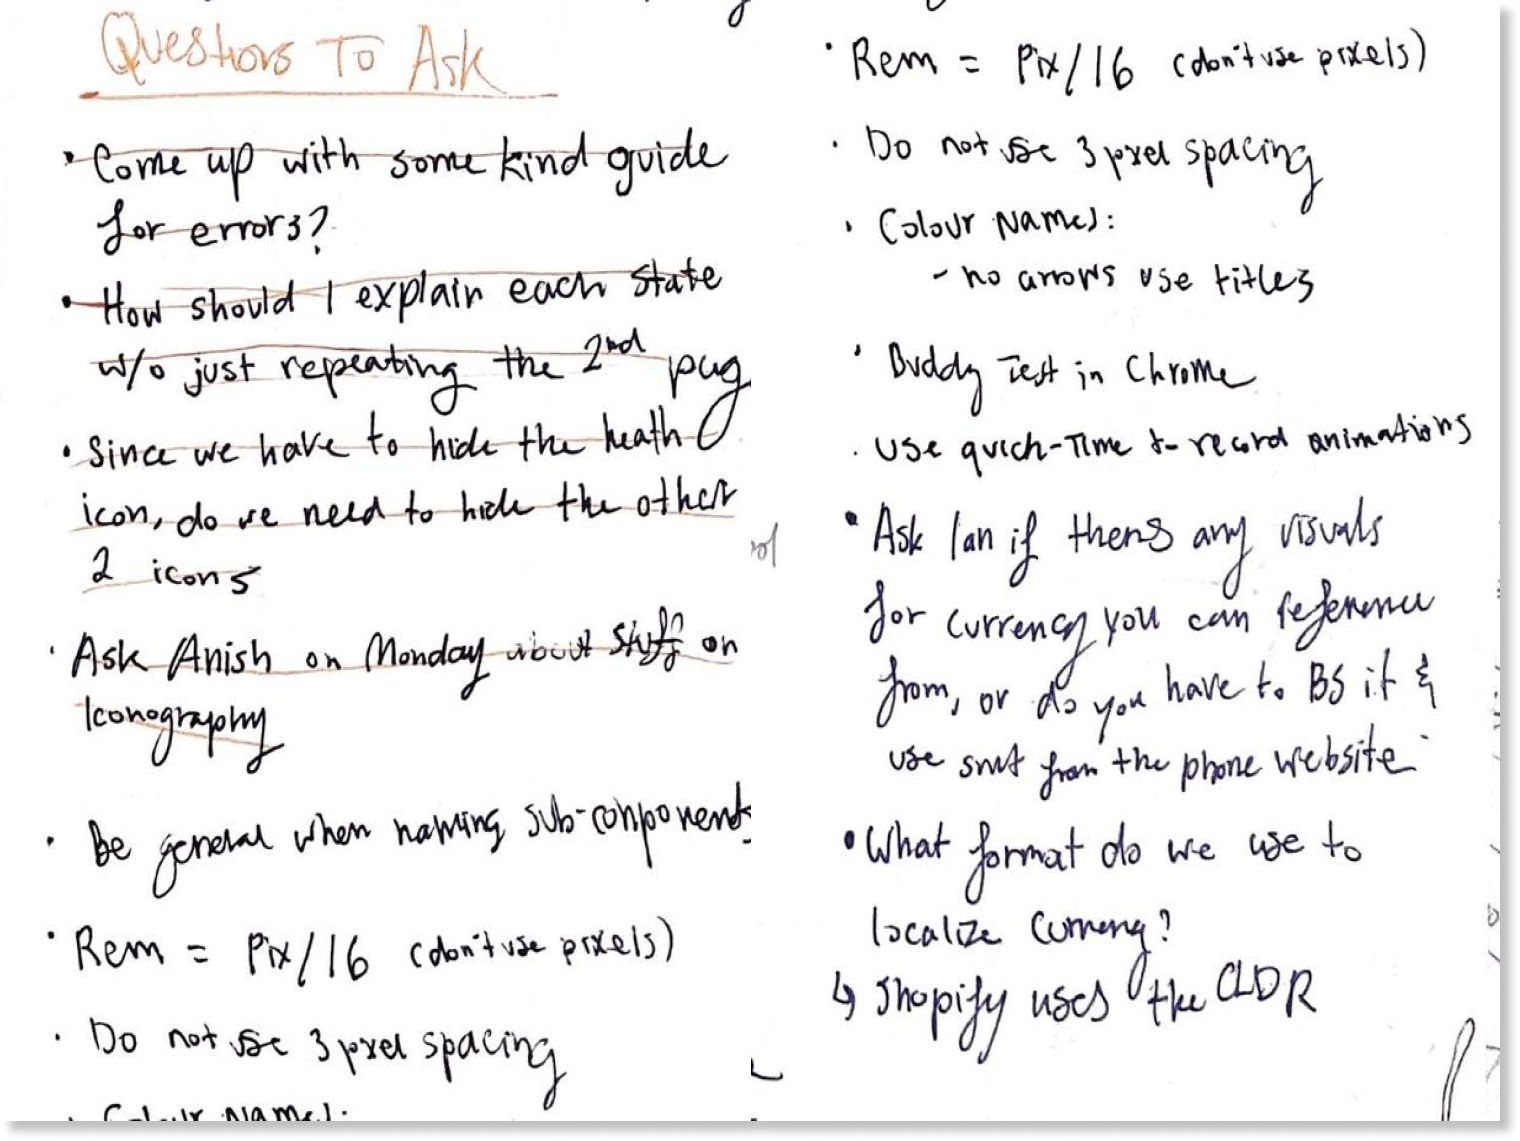 Questions To Ask
• Come up with some kind guide
for errors?
• How should I explain each state
w/o just repeating the 2nd pug
• Since we have to hide the heath
icon, do we need to hide the other
2 icons
• Ask Anish on Monday about stuff on
Iconography
• Be general when naming sub-components
• Rem = Pix/16 (don't use pixels)
• Do not use 3 pixel spacing
• Colour Names:
• Rem = Pix/16 (don't use pixels)
• Do not use 3 pixel spacing
• Colour Names:
- no arrows use titles
• Buddy Test in Chrome
• Use quick-Time to record animations
• Ask Ian if there's any visuals
for currency you can reference
from, or do you have to BS it &
use smt from the phone website
• What format do we use to
localize currency?
↳ Shopify uses the CLDR